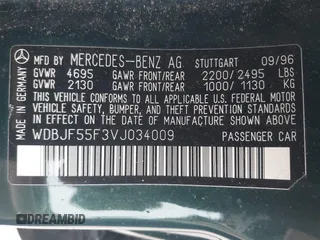 MERCEDES-BENZ AG STUTTGART 09/96
GVWR 4695 GAWR FRONT/REAR 2200/2495 LBS
GVWR 2130 GAWR FRONT/REAR 1000/1130 KG
THIS VEHICLE CONFORMS TO ALL APPLICABLE
FEDERAL MOTOR VEHICLE SAFETY, BUMPER
AND THEFT PREVENTION STANDARDS IN
EFFECT ON THE DATE OF MANUFACTURE
SHOWN ABOVE
WDBJF55F3VJ034009 PASSENGER CAR
MADE IN GERMANY
DREAMBID